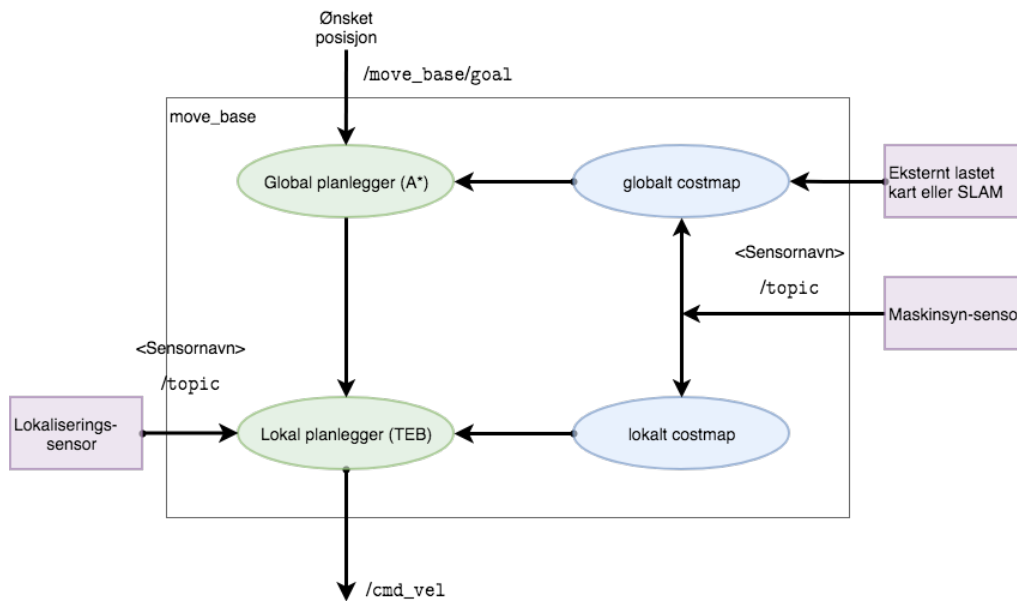 Ønsket
posisjon
/move_base/goal
move_base
Global planlegger (A*)
globalt costmap
Eksternt lastet
kart eller SLAM
<Sensornavn>
/topic
Maskinsyn-sensor
<Sensornavn>
/topic
Lokaliserings-
sensor
Lokal planlegger (TEB)
lokalt costmap
/cmd_vel